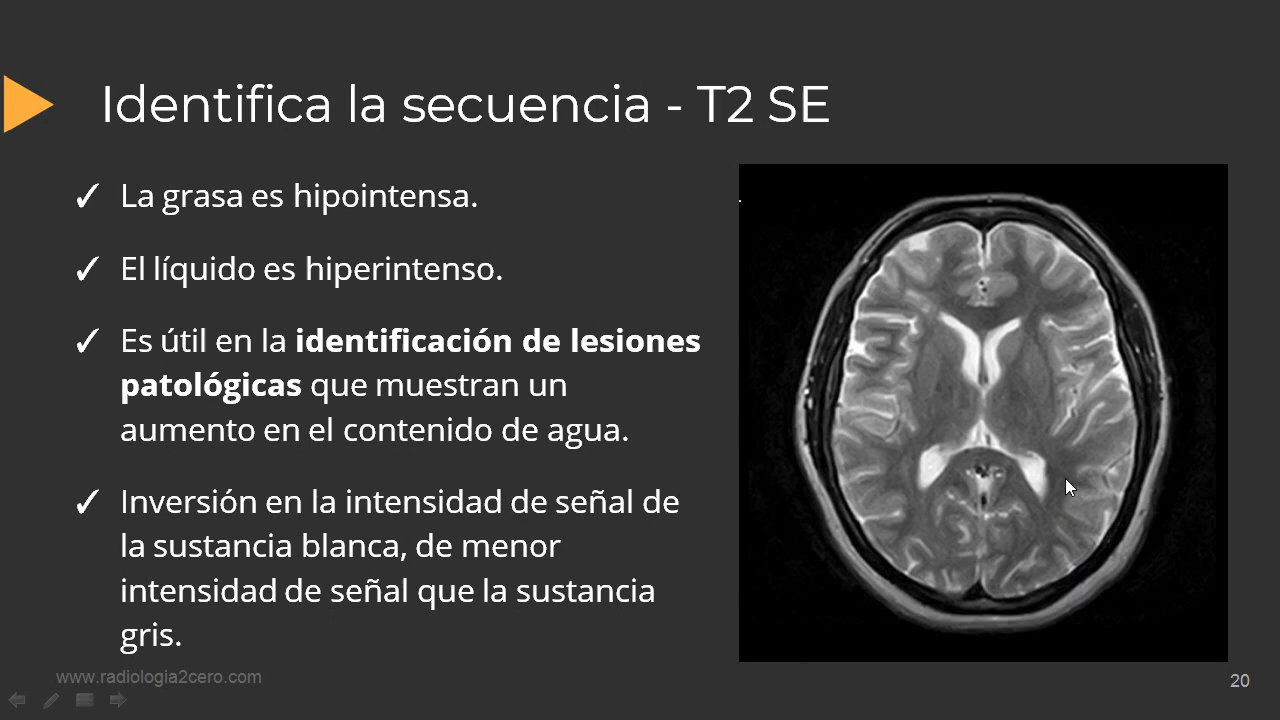 Identifica la secuencia - T2 SE
✓ La grasa es hipointensa.
✓ El líquido es hiperintenso.
✓ Es útil en la identificación de lesiones
patológicas que muestran un
aumento en el contenido de agua.
✓ Inversión en la intensidad de señal de
la sustancia blanca, de menor
intensidad de señal que la sustancia
gris.
www.radiologia2cero.com
20